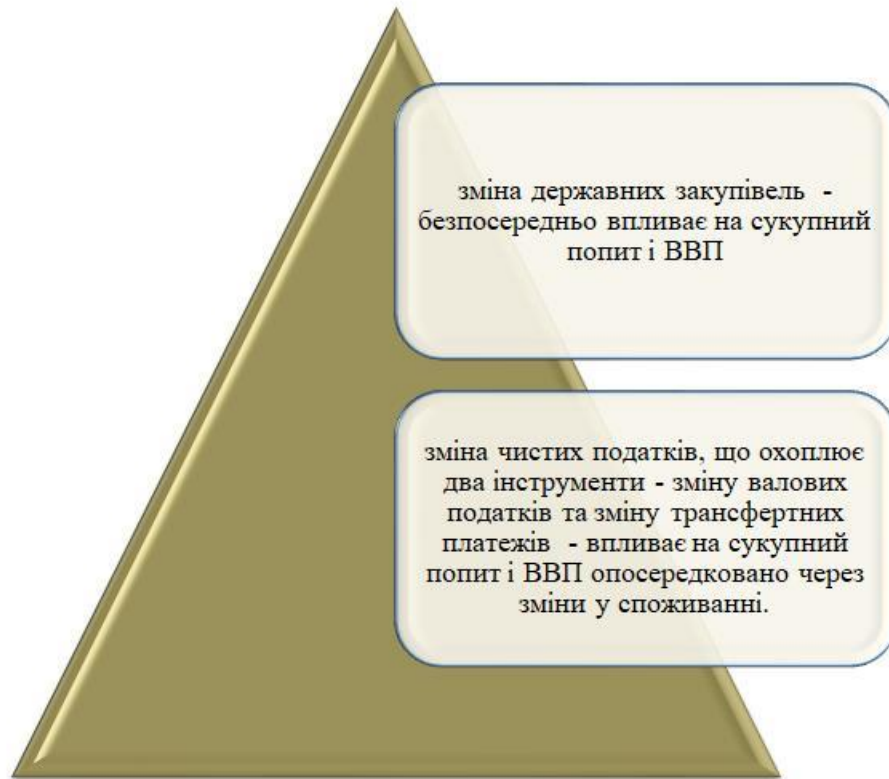 зміна державних закупівель -
безпосередньо впливає на сукупний
попит і ВВП
зміна чистих податків, що охоплює
два інструменти - зміну валових
податків та зміну трансфертних
платежів - впливає на сукупний
попит і ВВП опосередковано через
зміни у споживанні.